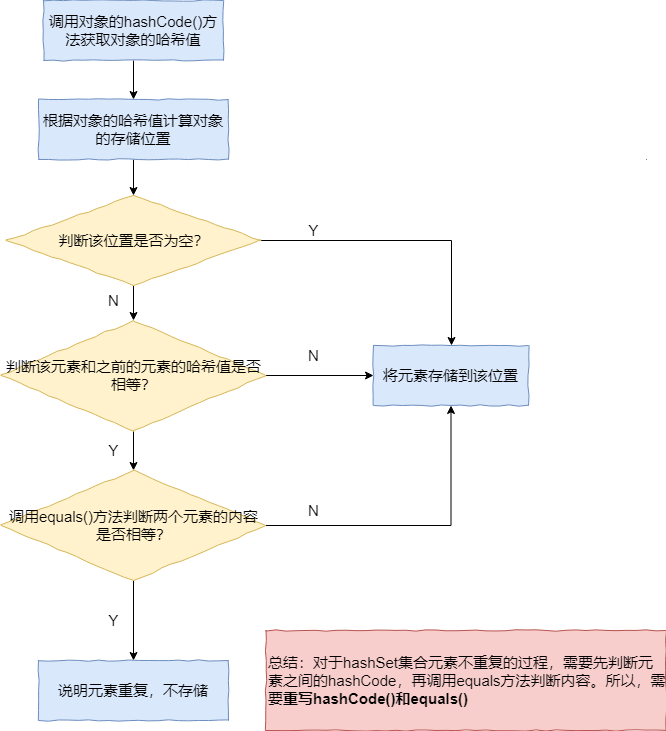 调用对象的hashCode()方
法获取对象的哈希值
根据对象的哈希值计算对象
的存储位置
判断该位置是否为空?
Y
N
判断该元素和之前的元素的哈希值是否
相等?
N
将元素存储到该位置
Y
调用equals()方法判断两个元素的内容
是否相等?
N
Y
说明元素重复，不存储
总结：对于hashSet集合元素不重复的过程，需要先判断元
素之间的hashCode，再调用equals方法判断内容。所以，需
要重写hashCode()和equals()